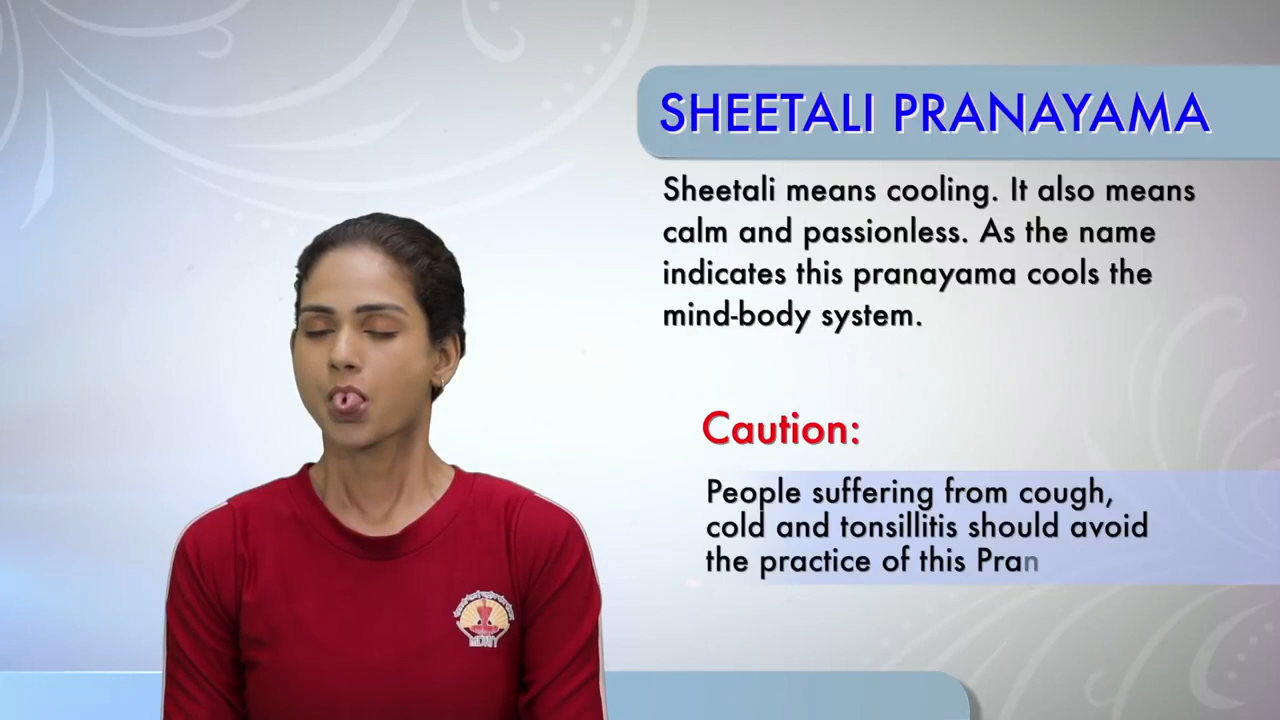 SHEETALI PRANAYAMA
Sheetali means cooling. It also means
calm and passionless. As the name
indicates this pranayama cools the
mind-body system.
Caution:
People suffering from cough,
cold and tonsillitis should avoid
the practice of this Pran